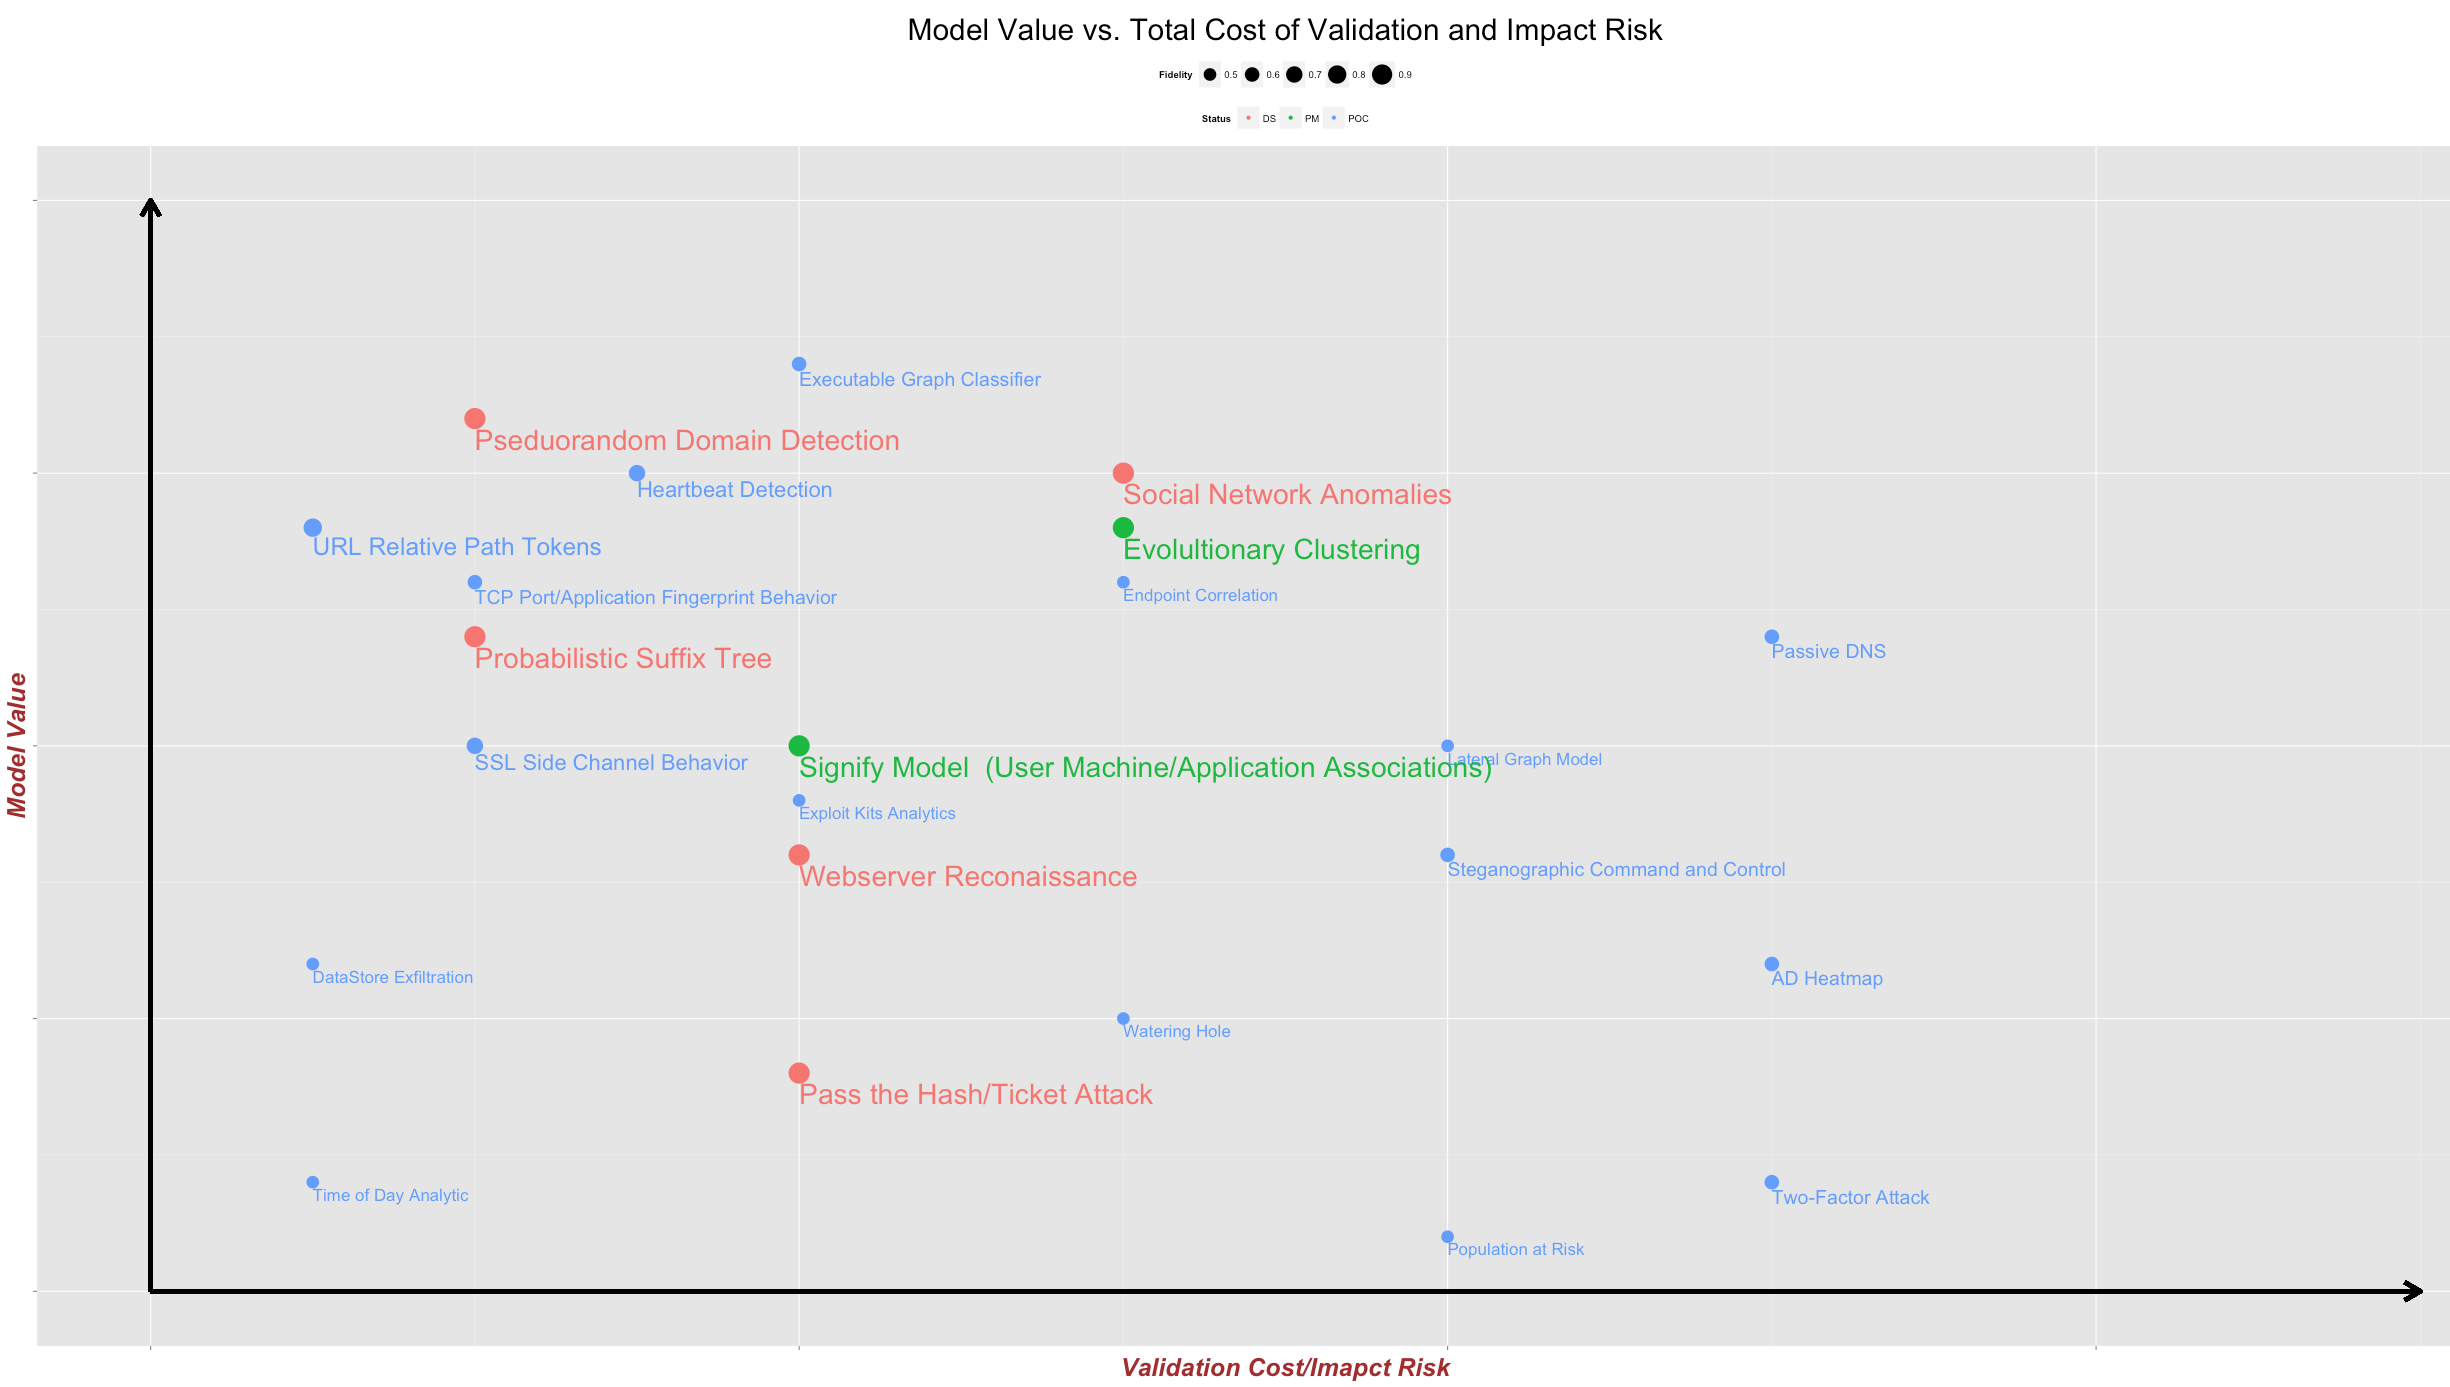 Model Value vs. Total Cost of Validation and Impact Risk
Fidelity 0.5 0.6 0.7 0.8 0.9
Status DS PM POC
Executable Graph Classifier
Pseduorandom Domain Detection
Heartbeat Detection
Social Network Anomalies
URL Relative Path Tokens
Evolultionary Clustering
TCP Port/Application Fingerprint Behavior
Endpoint Correlation
Probabilistic Suffix Tree
Passive DNS
SSL Side Channel Behavior
Signify Model  (User Machine/Application Associations)
Lateral Graph Model
Exploit Kits Analytics
Webserver Reconaissance
Steganographic Command and Control
DataStore Exfiltration
AD Heatmap
Watering Hole
Pass the Hash/Ticket Attack
Time of Day Analytic
Two-Factor Attack
Population at Risk
Model Value
Validation Cost/Imapct Risk